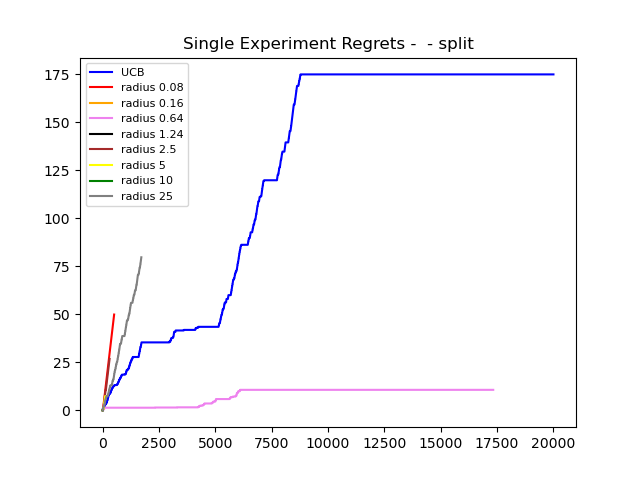 Single Experiment Regrets -  - split
175
150
125
100
75
50
25
0
UCB
radius 0.08
radius 0.16
radius 0.64
radius 1.24
radius 2.5
radius 5
radius 10
radius 25
0 2500 5000 7500 10000 12500 15000 17500 20000